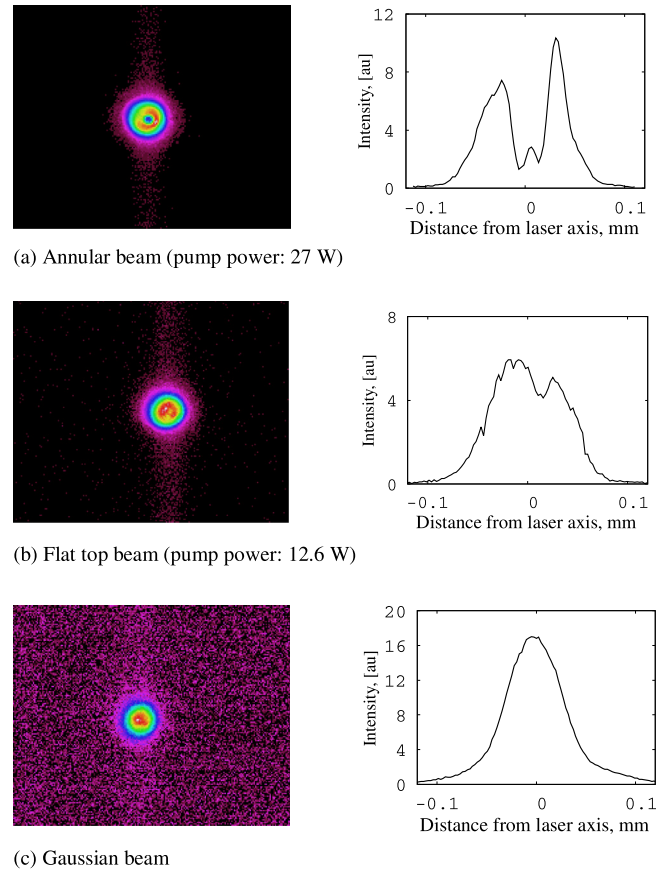 12
8
4
0
Intensity, [au]
-0.1 0 0.1
Distance from laser axis, mm
(a) Annular beam (pump power: 27 W)
8
4
0
Intensity, [au]
-0.1 0 0.1
Distance from laser axis, mm
(b) Flat top beam (pump power: 12.6 W)
20
16
12
8
4
0
Intensity, [au]
-0.1 0 0.1
Distance from laser axis, mm
(c) Gaussian beam